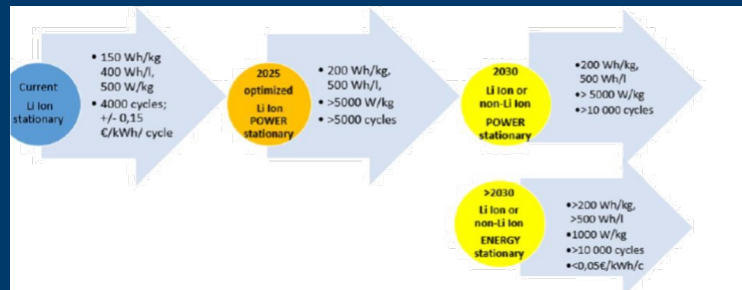 Current
Li Ion
stationary
• 150 Wh/kg
400 Wh/l,
500 W/kg
• 4000 cycles;
+/- 0,15
€/kWh/ cycle
2025
optimized
Li Ion
POWER
stationary
• 200 Wh/kg,
500 Wh/l,
• >5000 W/kg
• >5000 cycles
2030
Li Ion or
non-Li Ion
POWER
stationary
•200 Wh/kg,
500 Wh/l
•> 5000 W/kg
•>10 000 cycles
>2030
Li Ion or
non-Li Ion
ENERGY
stationary
•>200 Wh/kg,
>500 Wh/l
•1000 W/kg
•>10 000 cycles
•<0,05€/kWh/c